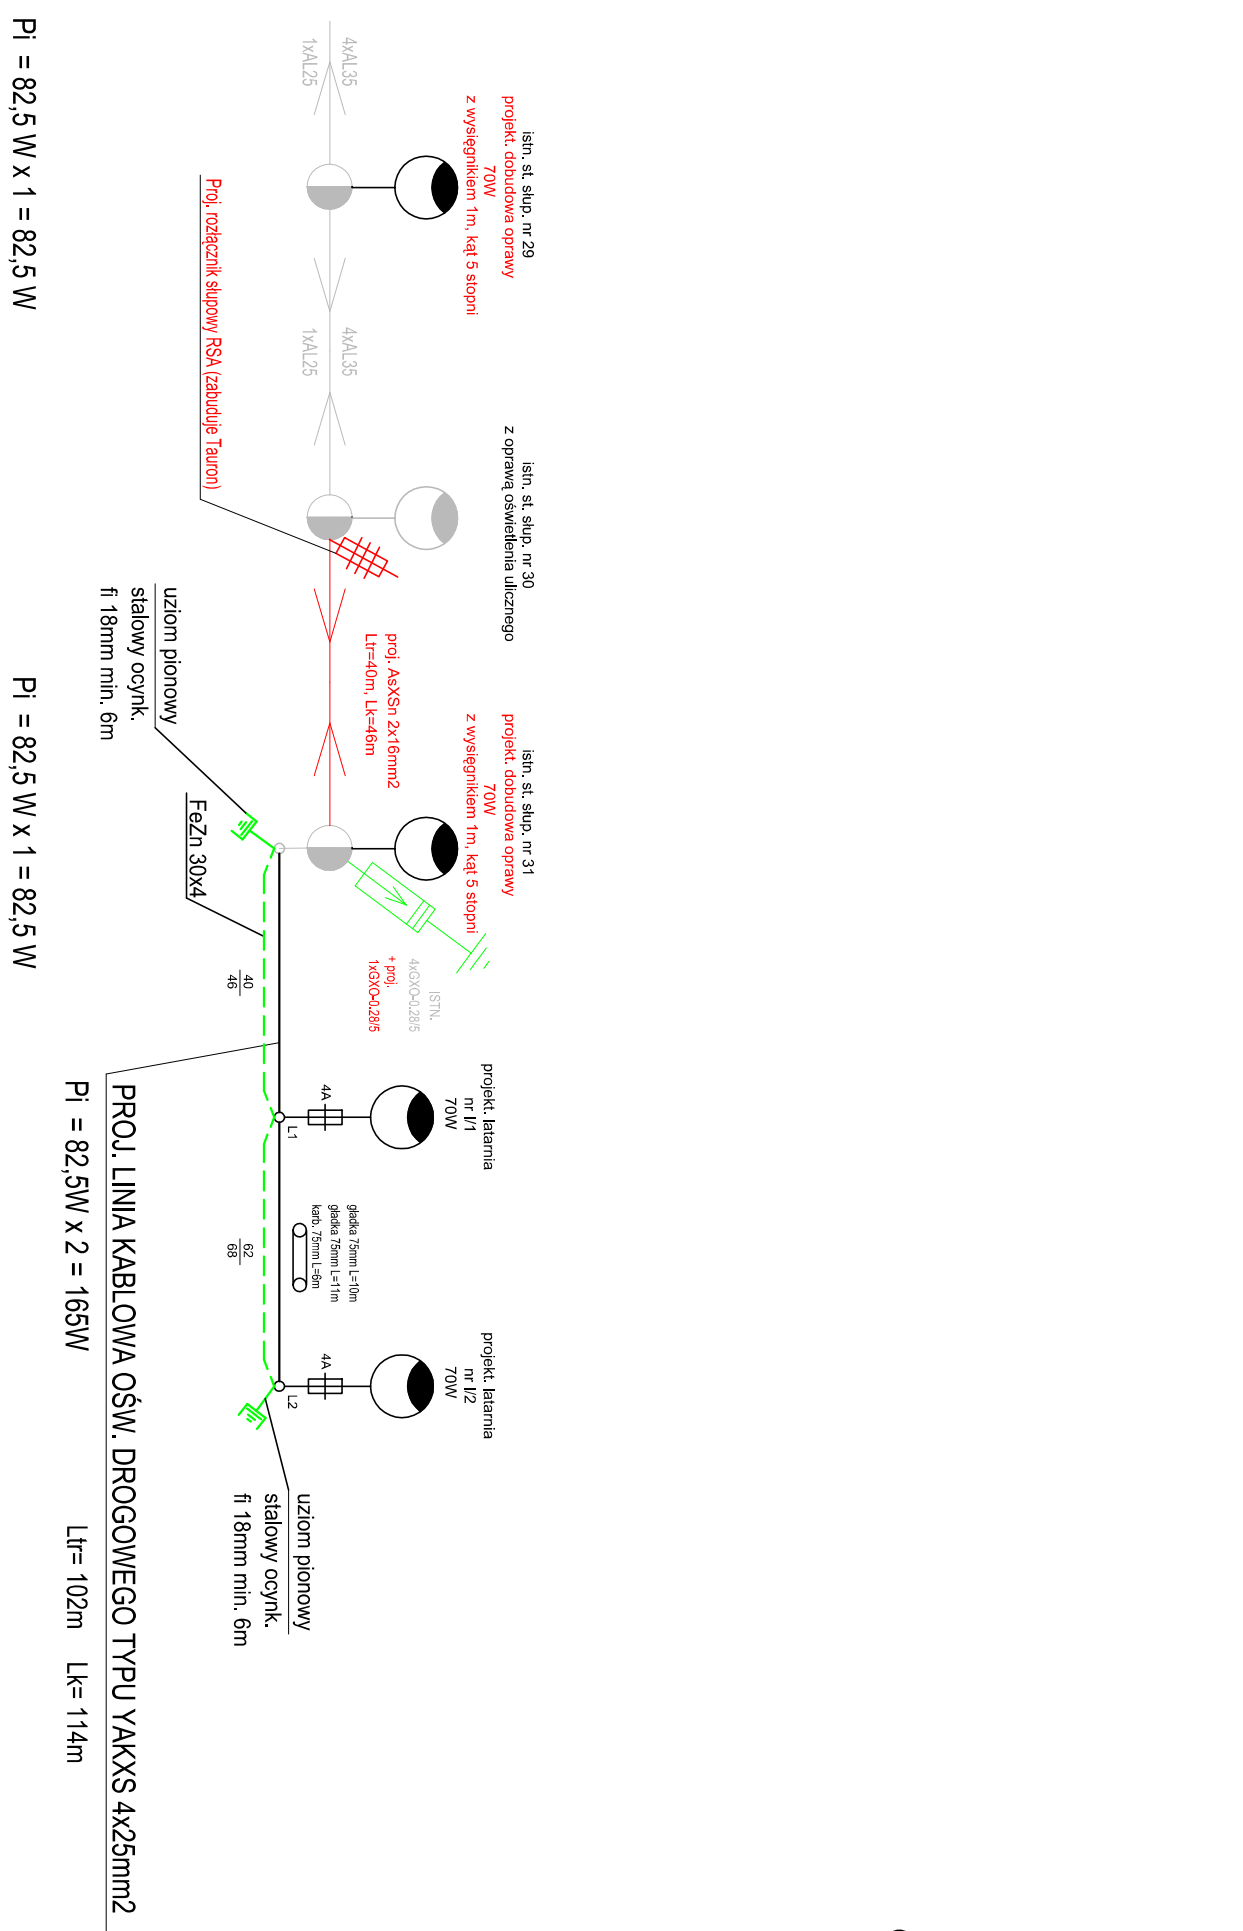 istn. st. słup. nr 29
projekt. dobudowa oprawy
70W
z wysięgnikiem 1m, kąt 5 stopni
4xAL35
1xAL25
4xAL35
1xAL25
Proj. rozłącznik słupowy RSA (zabuduje Tauron)
istn. st. słup. nr 30
z oprawą oświetlenia ulicznego
proj. AsXSn 2x16mm2
Ltr=40m, Lk=46m
istn. st. słup. nr 31
projekt. dobudowa oprawy
70W
z wysięgnikiem 1m, kąt 5 stopni
ISTN.
4xGXO-0.28/5
+ proj.
1xGXO-0.28/5
uziom pionowy
stalowy ocynk.
fi 18mm min. 6m
FeZn 30x4
40
46
projekt. latarnia
nr I/1
70W
4A
L1
gładka 75mm L=10m
gładka 75mm L=11m
karb. 75mm L=6m
62
68
projekt. latarnia
nr I/2
70W
4A
L2
uziom pionowy
stalowy ocynk.
fi 18mm min. 6m
PROJ. LINIA KABLOWA OŚW. DROGOWEGO TYPU YAKXS 4x25mm2
Pi = 82,5W x 2 = 165W
Ltr= 102m Lk= 114m
Pi = 82,5 W x 1 = 82,5 W
Pi = 82,5 W x 1 = 82,5 W